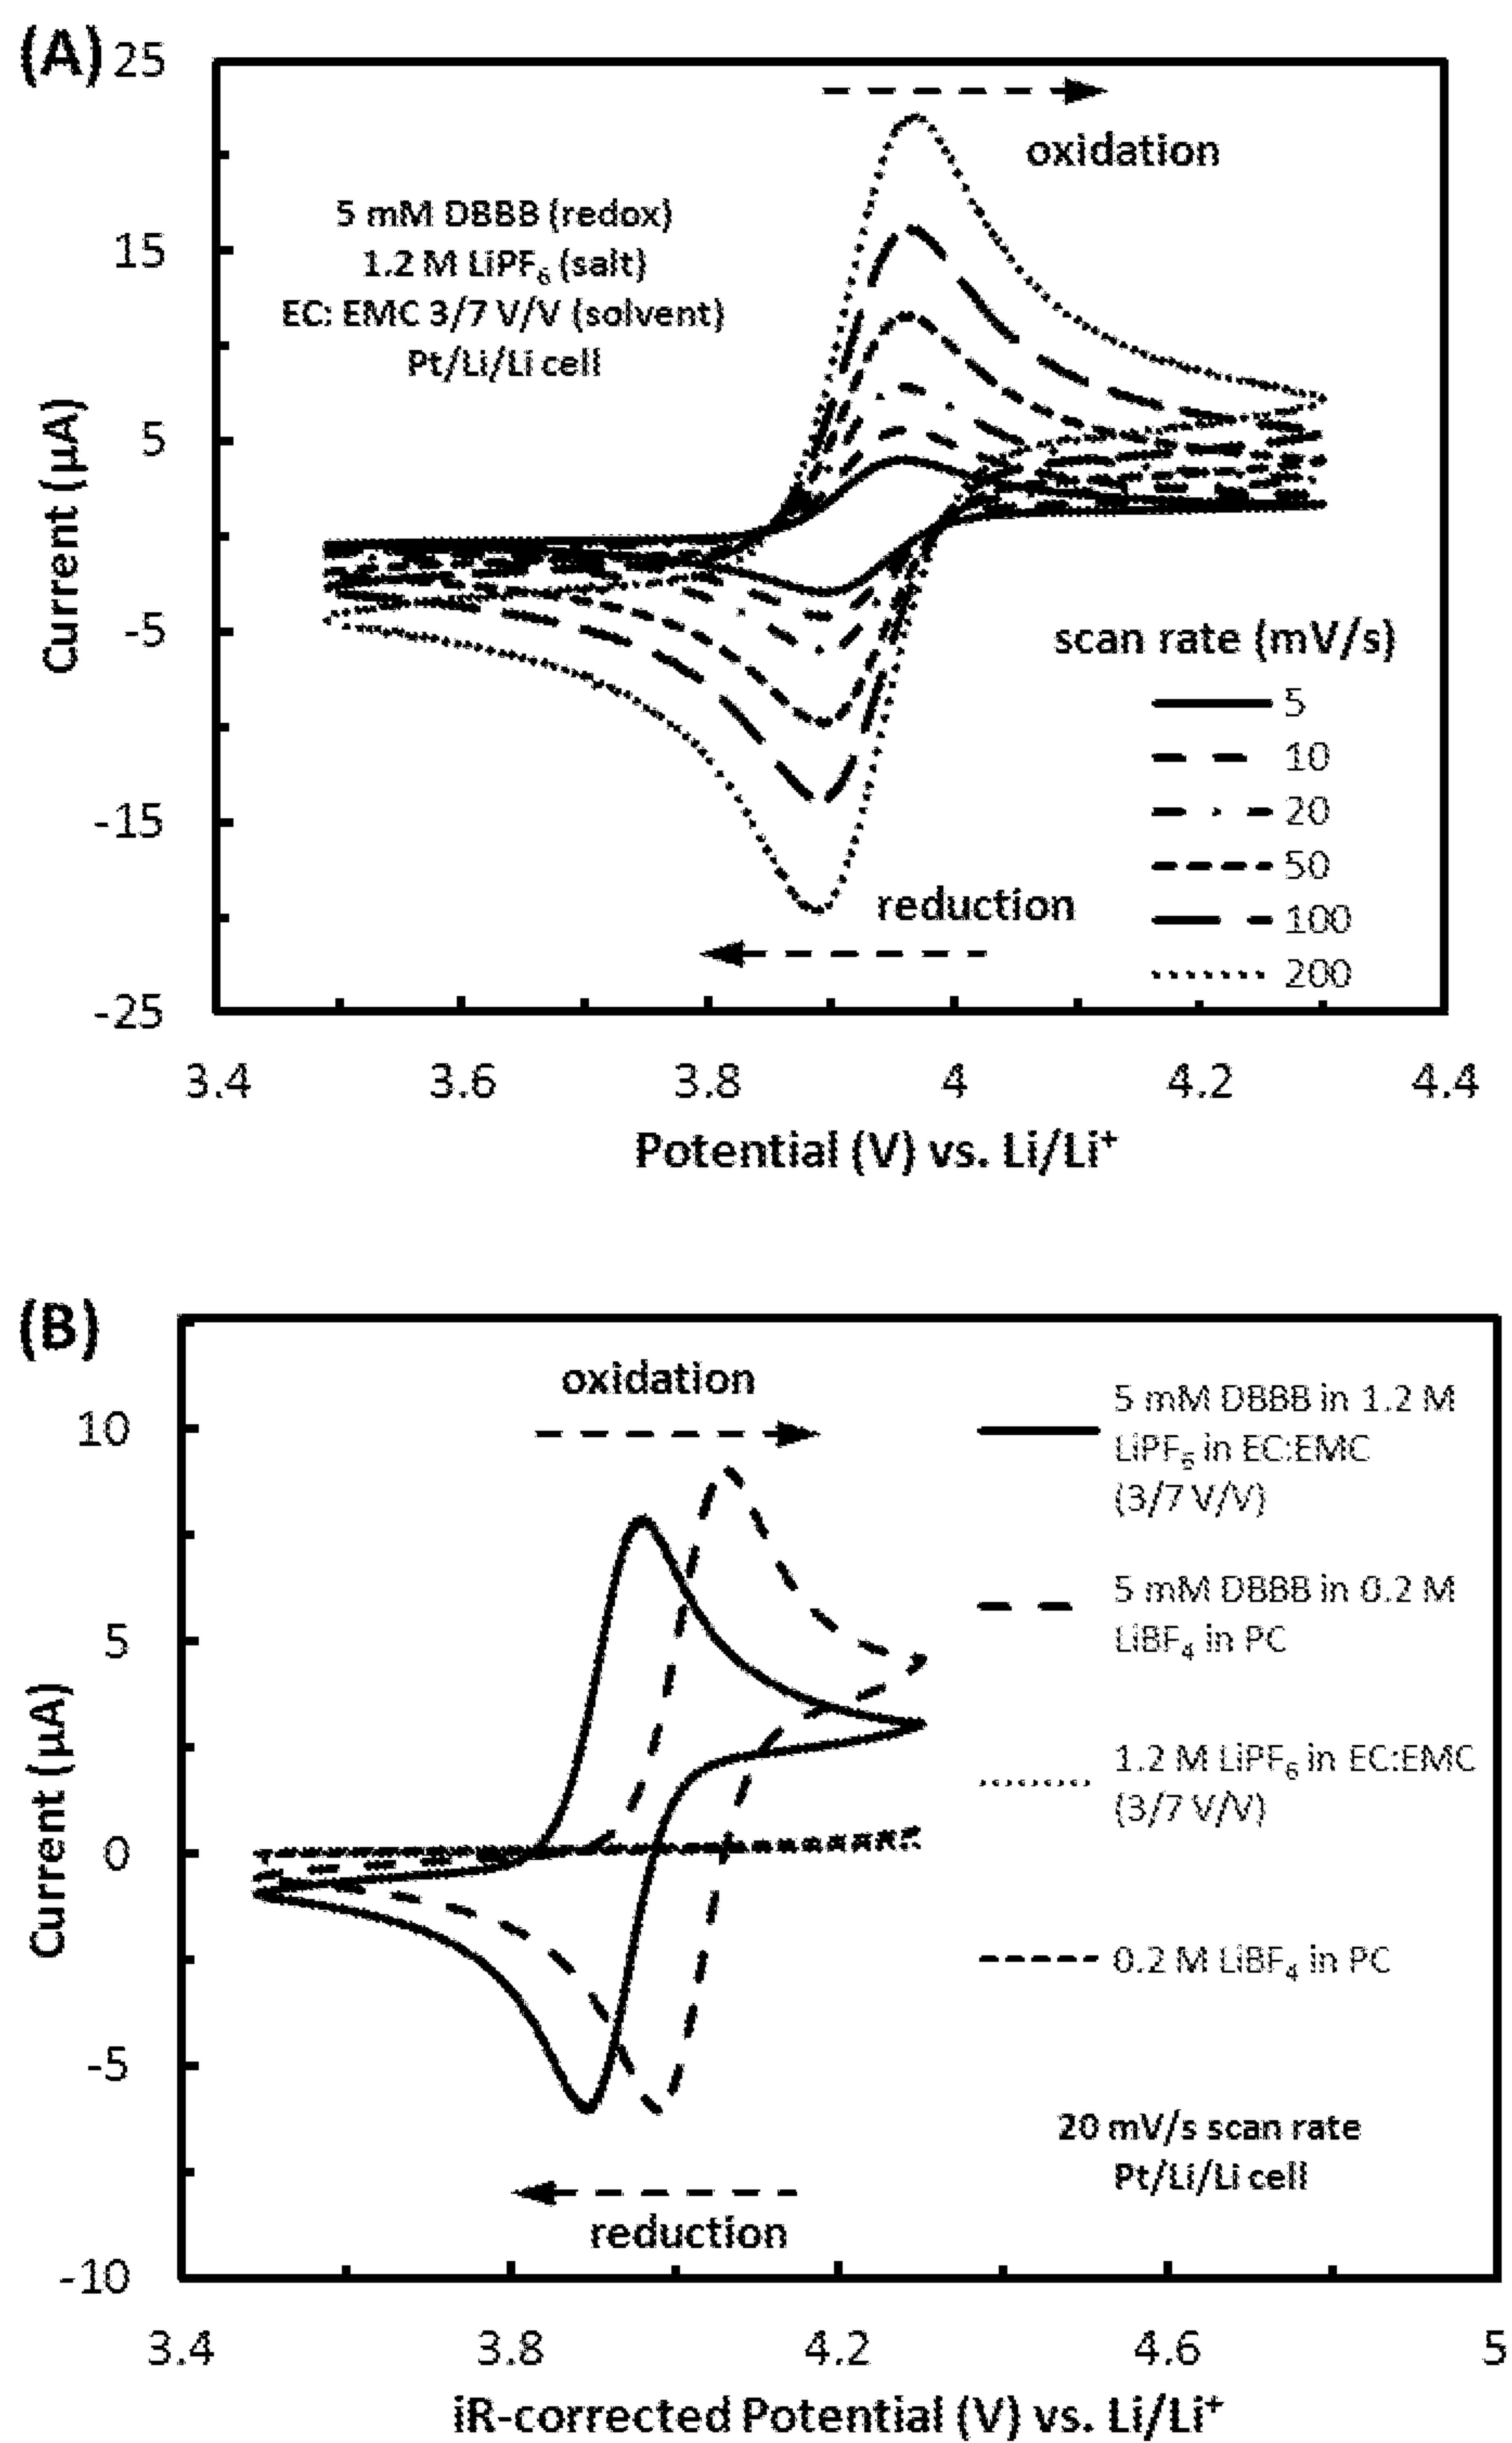 (A)
25
15
5
-5
-15
-25
Current (µA)
5 mM DBBB (redox)
1.2 M LiPF₆ (salt)
EC: EMC 3/7 V/V (solvent)
Pt/Li/Li cell
oxidation
reduction
scan rate (mV/s)
5
10
20
50
100
200
3.4 3.6 3.8 4 4.2 4.4
Potential (V) vs. Li/Li⁺
(B)
10
5
0
-5
-10
Current (µA)
oxidation
reduction
5 mM DBBB in 1.2 M
LiPF₆ in EC:EMC
(3/7 V/V)
5 mM DBBB in 0.2 M
LiBF₄ in PC
1.2 M LiPF₆ in EC:EMC
(3/7 V/V)
0.2 M LiBF₄ in PC
20 mV/s scan rate
Pt/Li/Li cell
3.4 3.8 4.2 4.6 5
iR-corrected Potential (V) vs. Li/Li⁺